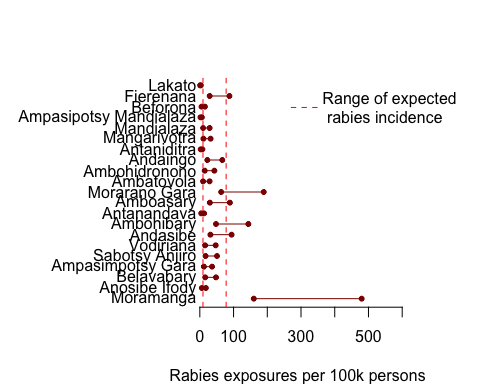 Lakato
Fierenana
Beforona
Ampasipotsy Mandialaza
Mandialaza
Mangarivotra
Antaniditra
Andaingo
Ambohidronono
Ambatovola
Morarano Gara
Amboasary
Antanandava
Ambohibary
Andasibe
Vodiriana
Sabotsy Anjiro
Ampasimpotsy Gara
Belavabary
Anosibe Ifody
Moramanga
Range of expected
rabies incidence
0 100 300 500
Rabies exposures per 100k persons